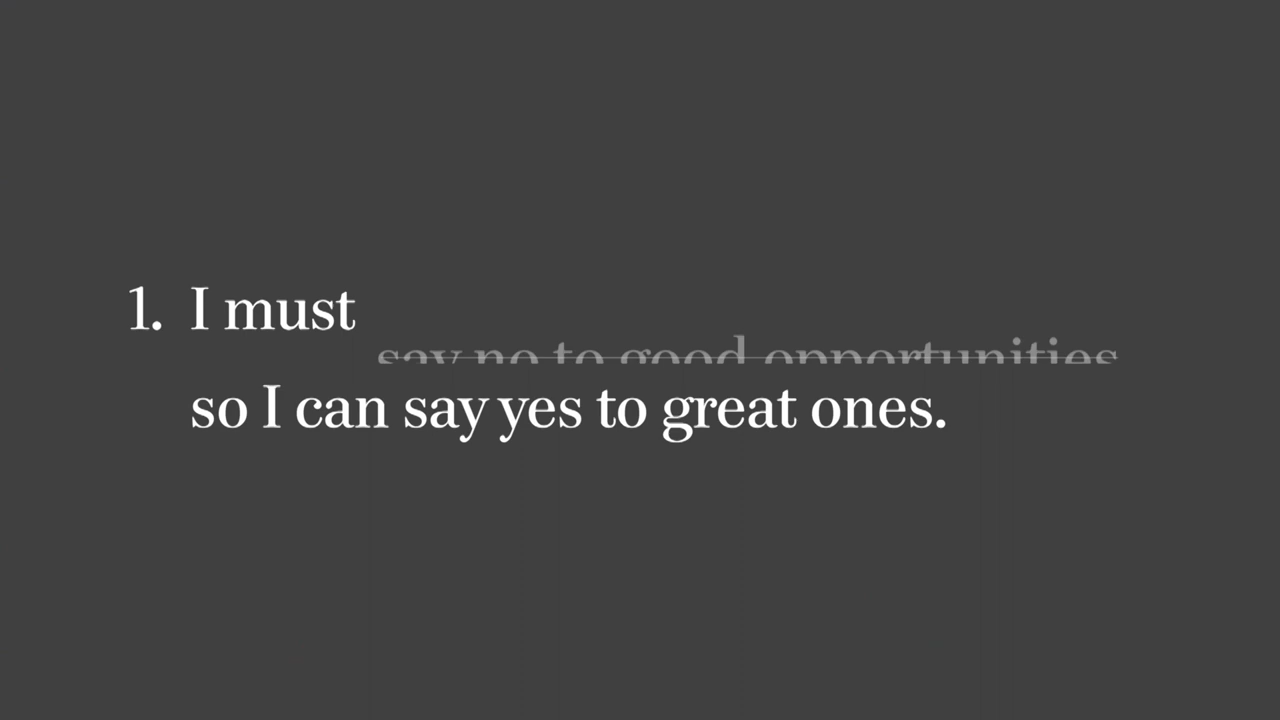 1. I must
say no to good opportunities
so I can say yes to great ones.